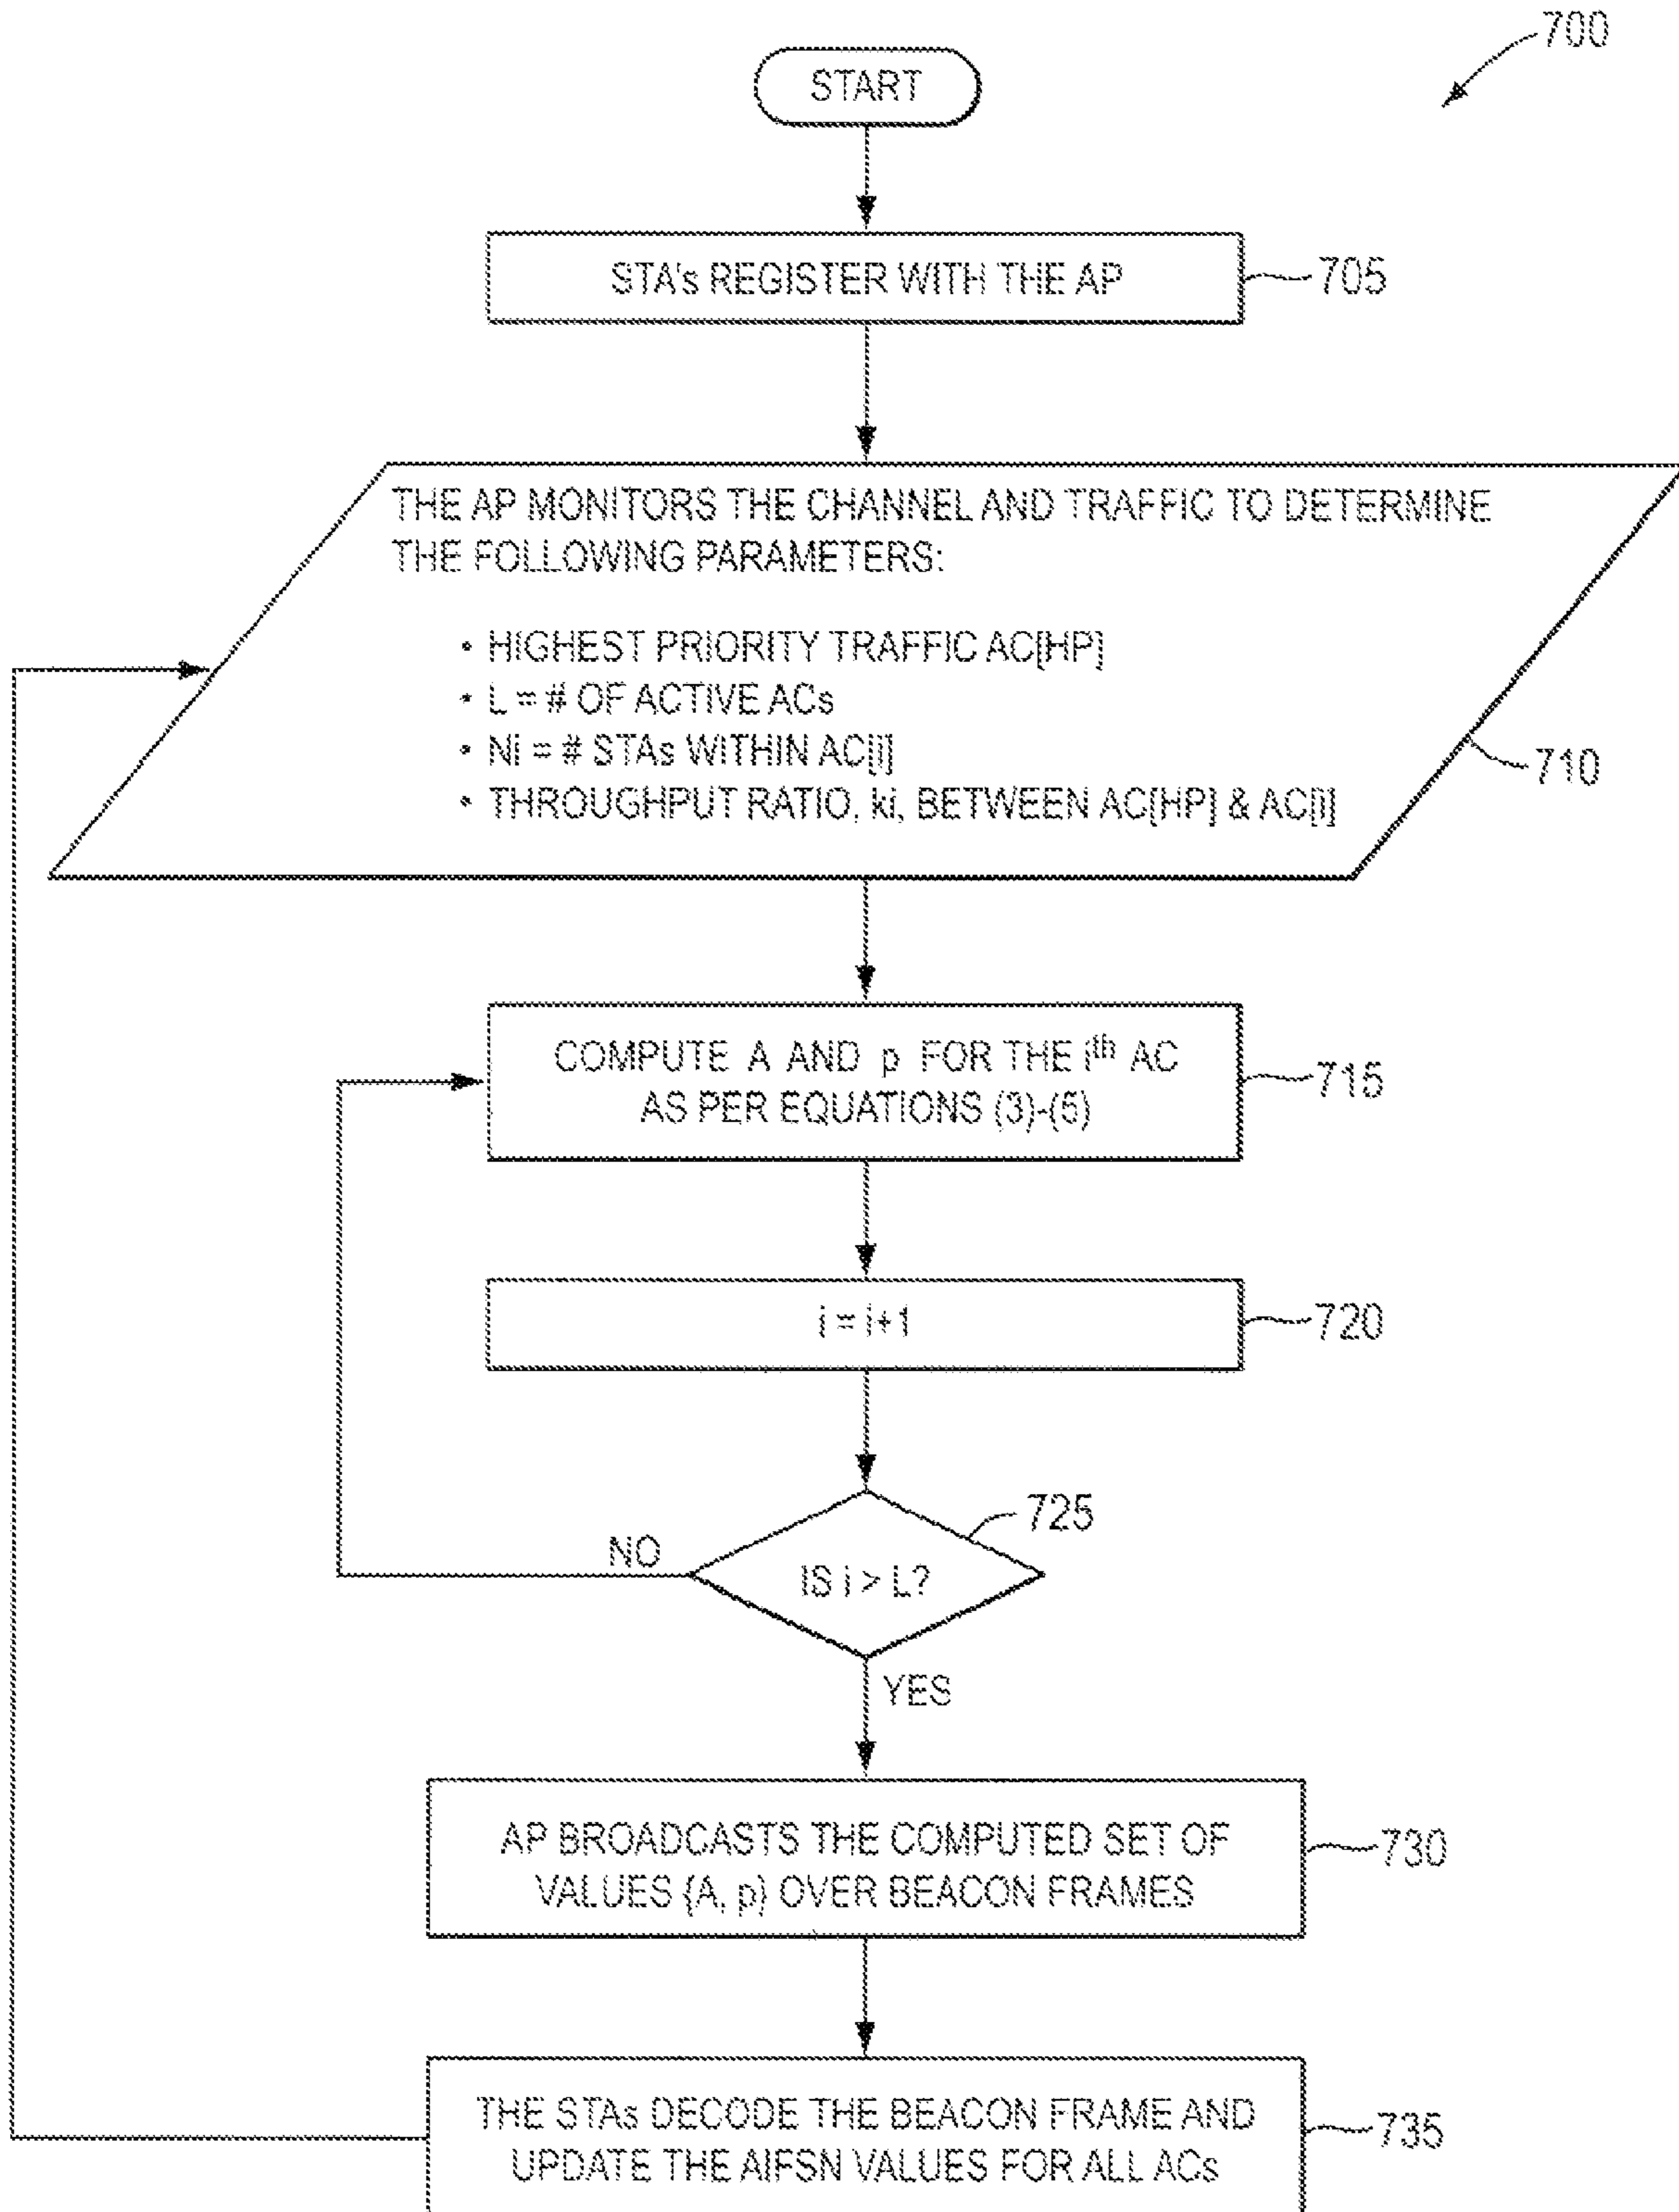 700
START
STA's REGISTER WITH THE AP
705
THE AP MONITORS THE CHANNEL AND TRAFFIC TO DETERMINE
THE FOLLOWING PARAMETERS:
• HIGHEST PRIORITY TRAFFIC AC[HP]
• L = # OF ACTIVE ACs
• Ni = # STAs WITHIN AC[i]
• THROUGHPUT RATIO, ki, BETWEEN AC[HP] & AC[i]
710
COMPUTE A AND p FOR THE ith AC
AS PER EQUATIONS (3)-(5)
715
i = i+1
720
725
NO
IS i > L?
YES
AP BROADCASTS THE COMPUTED SET OF
VALUES {A, p} OVER BEACON FRAMES
730
THE STAs DECODE THE BEACON FRAME AND
UPDATE THE AIFSN VALUES FOR ALL ACs
735